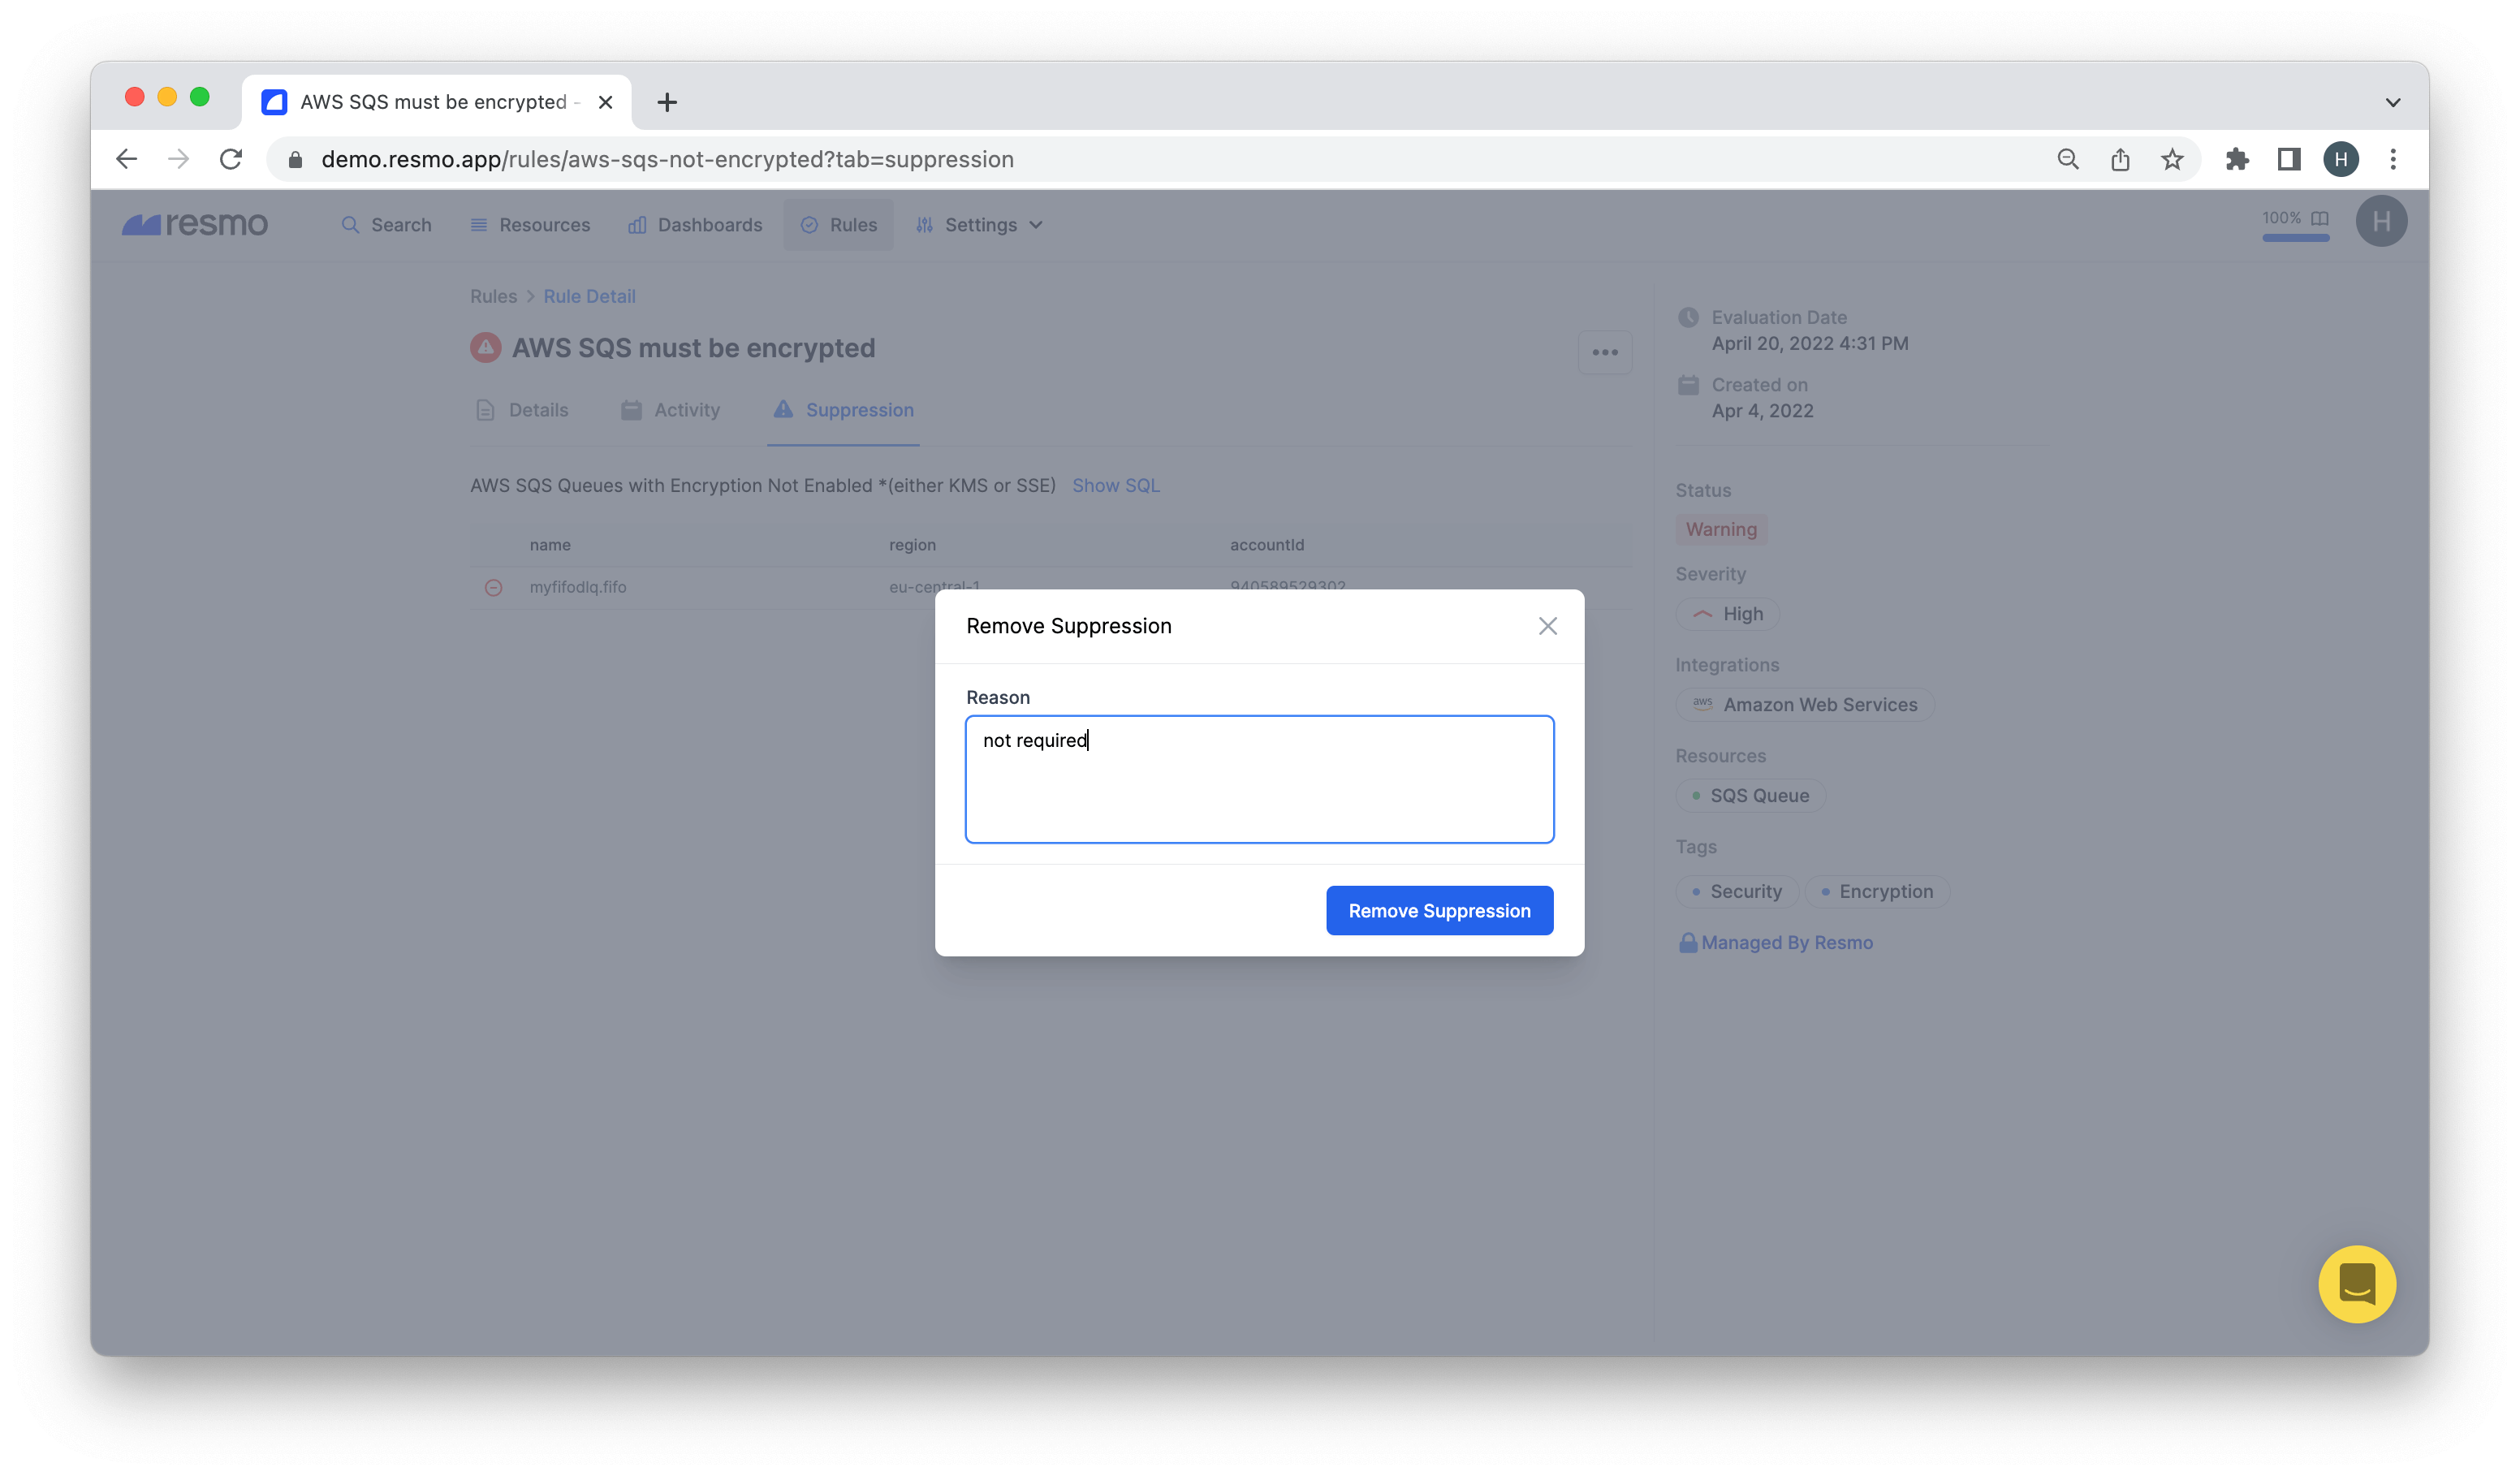 AWS SQS must be encrypted -
demo.resmo.app/rules/aws-sqs-not-encrypted?tab=suppression
H
resmo
Search
Resources
Dashboards
Rules
Settings
100%
H
Rules > Rule Detail
AWS SQS must be encrypted
Details
Activity
Suppression
AWS SQS Queues with Encryption Not Enabled *(either KMS or SSE) Show SQL
name region accountId
myfifodlq.fifo eu-central-1 940589529302
Remove Suppression
Reason
not required
Remove Suppression
Evaluation Date
April 20, 2022 4:31 PM
Created on
Apr 4, 2022
Status
Warning
Severity
High
Integrations
aws Amazon Web Services
Resources
SQS Queue
Tags
Security
Encryption
Managed By Resmo